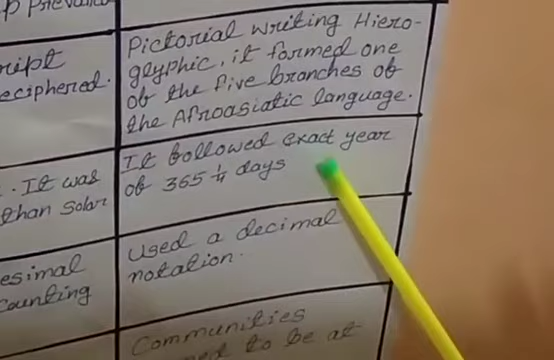 Prevalent
ript
eciphered.
Pictorial writing Hiero-
glyphic, it formed one
of the five branches of
the Afroasiatic language.
. It was
than solar
It followed exact year
of 365 1/4 days
esimal
counting
Used a decimal
notation.
Communities
to be at